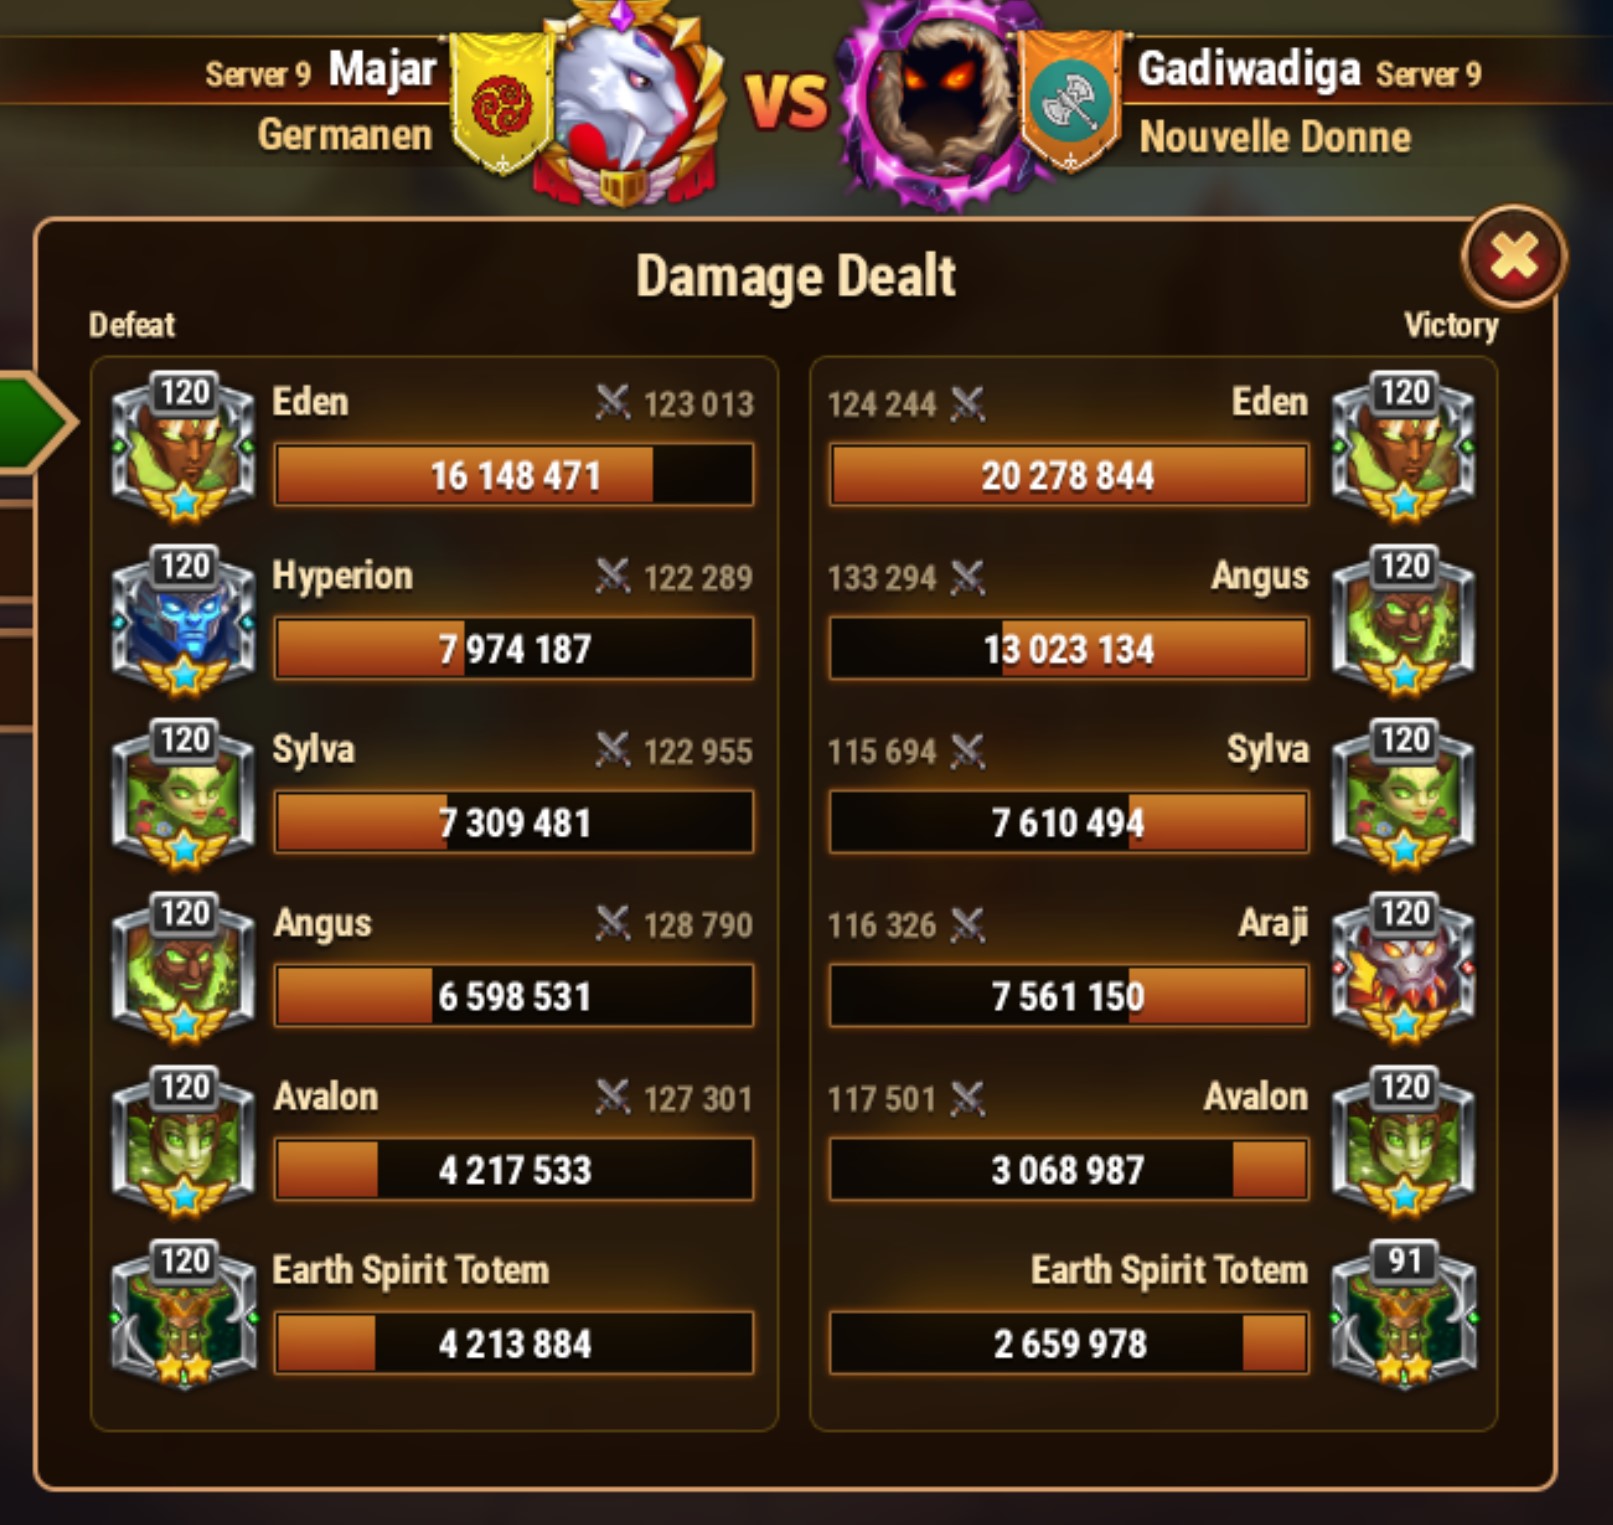 Server 9 Majar
Germanen
VS
Gadiwadiga Server 9
Nouvelle Donne
Damage Dealt
Defeat
Victory
120 Eden 123 013
16 148 471
120 Hyperion 122 289
7 974 187
120 Sylva 122 955
7 309 481
120 Angus 128 790
6 598 531
120 Avalon 127 301
4 217 533
120 Earth Spirit Totem
4 213 884
124 244 Eden 120
20 278 844
133 294 Angus 120
13 023 134
115 694 Sylva 120
7 610 494
116 326 Araji 120
7 561 150
117 501 Avalon 120
3 068 987
Earth Spirit Totem 91
2 659 978